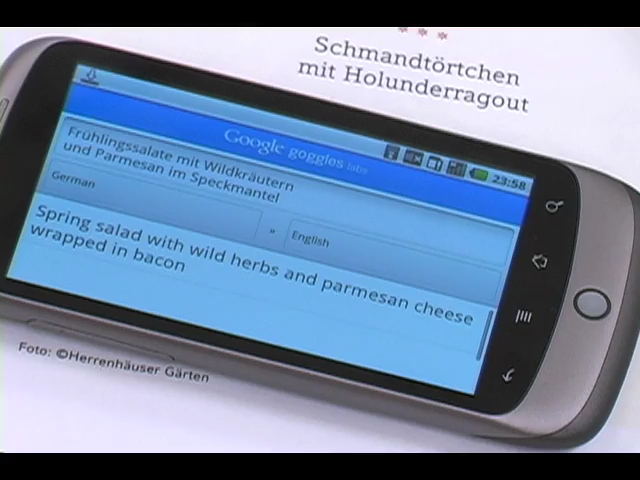 * * *
Schmandtörtchen
mit Holunderragout
23:58
Google goggles labs
Frühlingssalate mit Wildkräutern
und Parmesan im Speckmantel
German » English
Spring salad with wild herbs and parmesan cheese
wrapped in bacon
Foto: ©Herrenhäuser Gärten